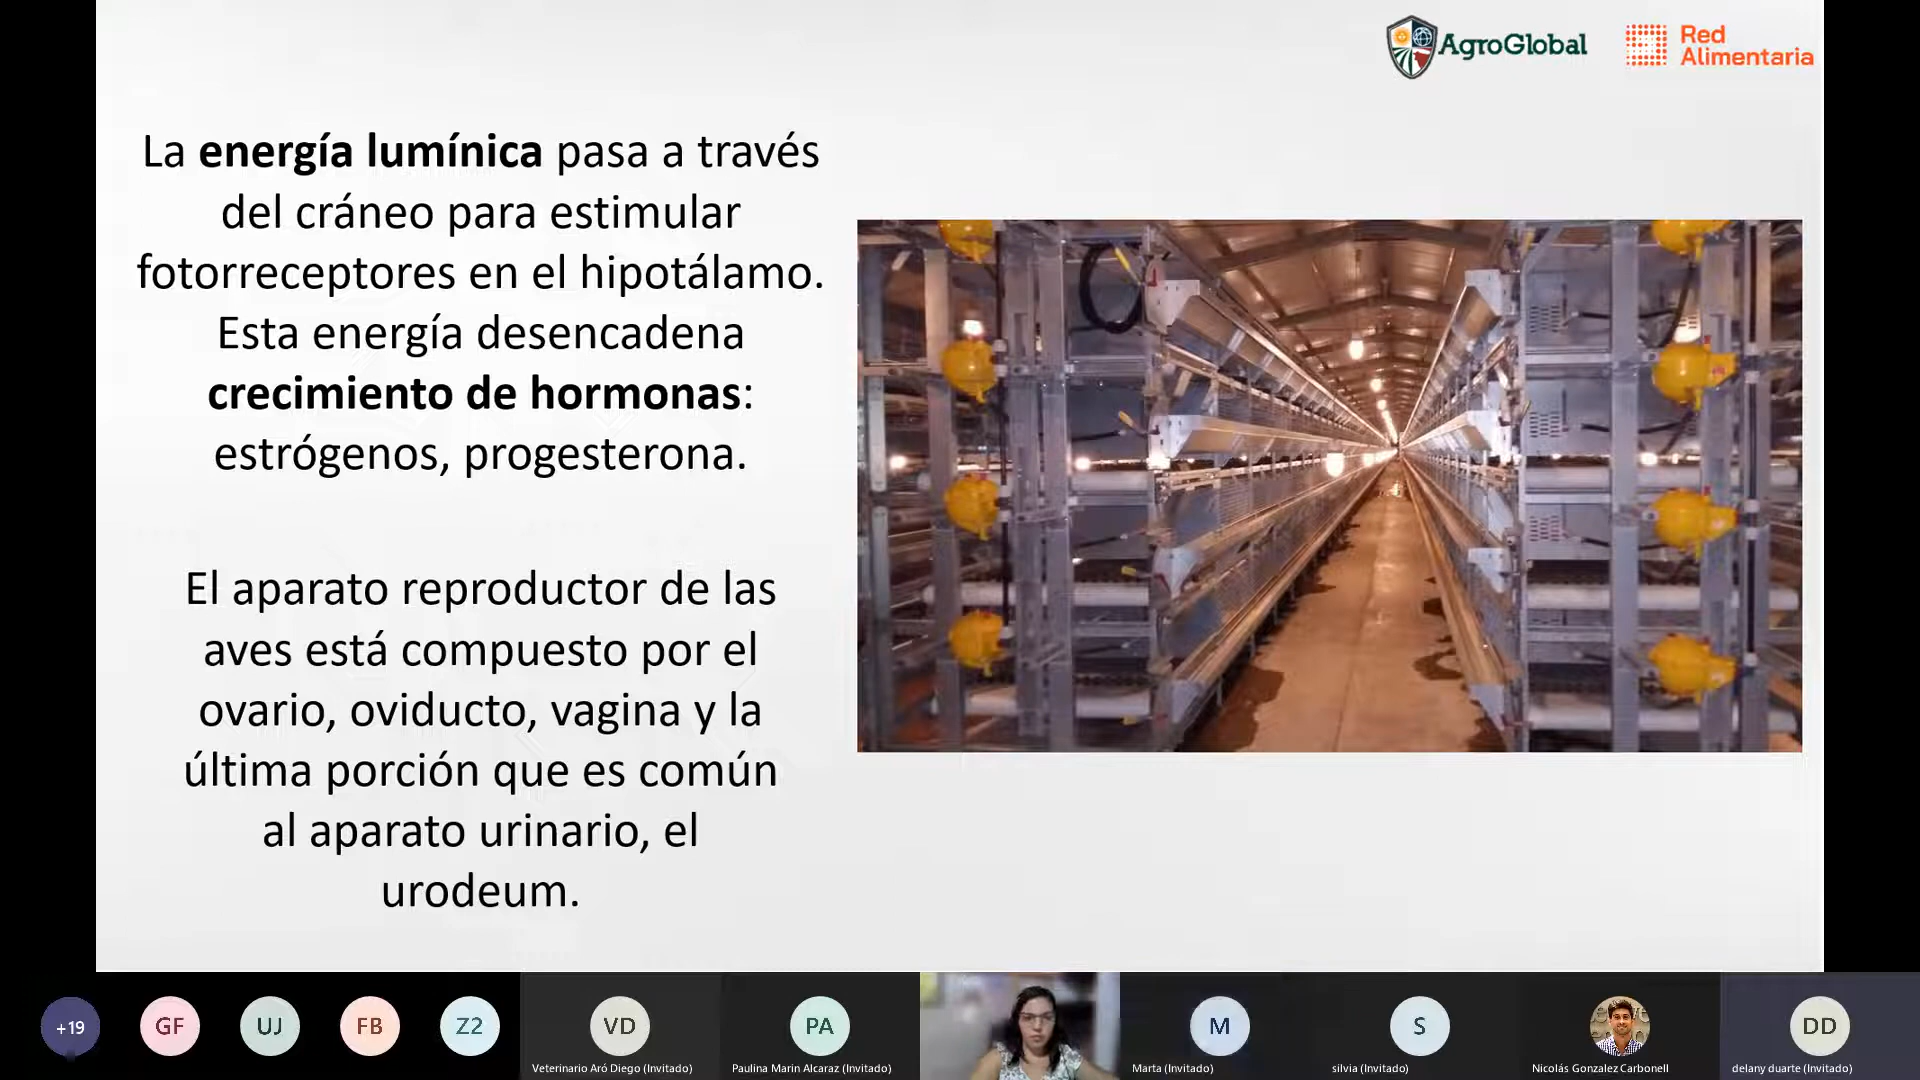 AgroGlobal
Red
Alimentaria
La energía lumínica pasa a través
del cráneo para estimular
fotorreceptores en el hipotálamo.
Esta energía desencadena
crecimiento de hormonas:
estrógenos, progesterona.
El aparato reproductor de las
aves está compuesto por el
ovario, oviducto, vagina y la
última porción que es común
al aparato urinario, el
urodeum.
+19
GF
UJ
FB
Z2
VD
Veterinario Aró Diego (Invitado)
PA
Paulina Marin Alcaraz (Invitado)
M
Marta (Invitado)
S
silvia (Invitado)
Nicolás Gonzalez Carbonell
DD
delany duarte (Invitado)